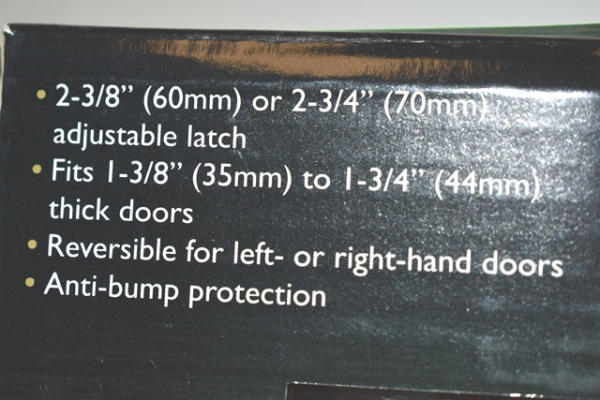 • 2-3/8” (60mm) or 2-3/4” (70mm)
adjustable latch
• Fits 1-3/8” (35mm) to 1-3/4” (44mm)
thick doors
• Reversible for left- or right-hand doors
• Anti-bump protection